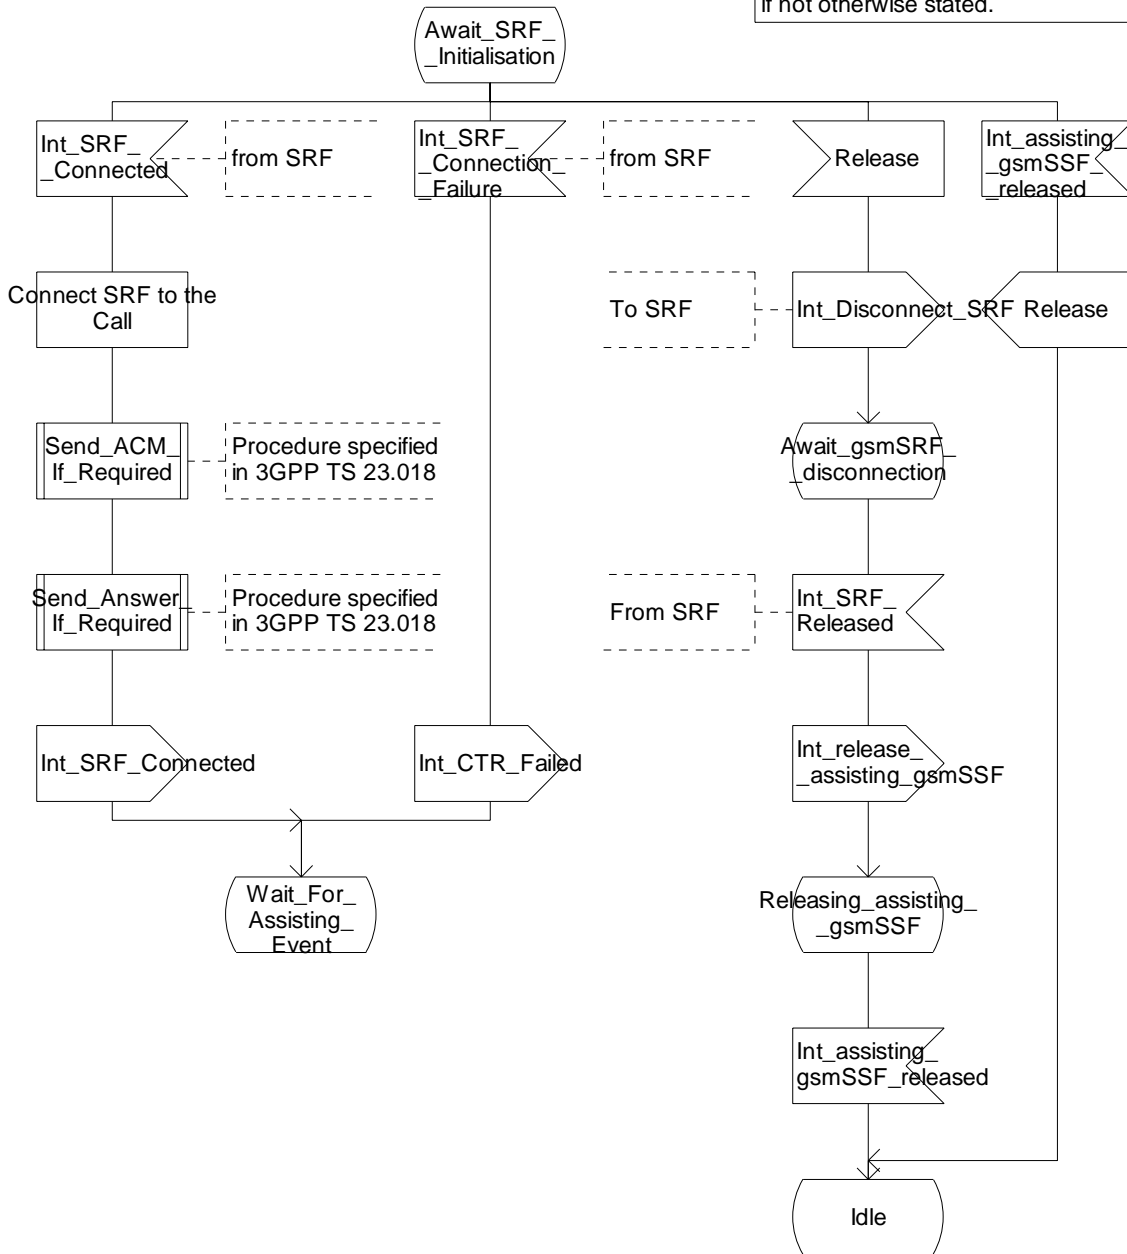 if not otherwise stated.
Await_SRF_
_Initialisation
Int_SRF_
_Connected
from SRF
Int_SRF_
_Connection_
_Failure
from SRF
Release
Int_assisting_
_gsmSSF_
_released
Connect SRF to the
Call
To SRF
Int_Disconnect_SRF
Release
Send_ACM_
If_Required
Procedure specified
in 3GPP TS 23.018
Await_gsmSRF_
_disconnection
Send_Answer_
If_Required
Procedure specified
in 3GPP TS 23.018
From SRF
Int_SRF_
Released
Int_SRF_Connected
Int_CTR_Failed
Int_release_
_assisting_gsmSSF
Wait_For_
Assisting_
Event
Releasing_assisting_
_gsmSSF
Int_assisting_
gsmSSF_released
Idle